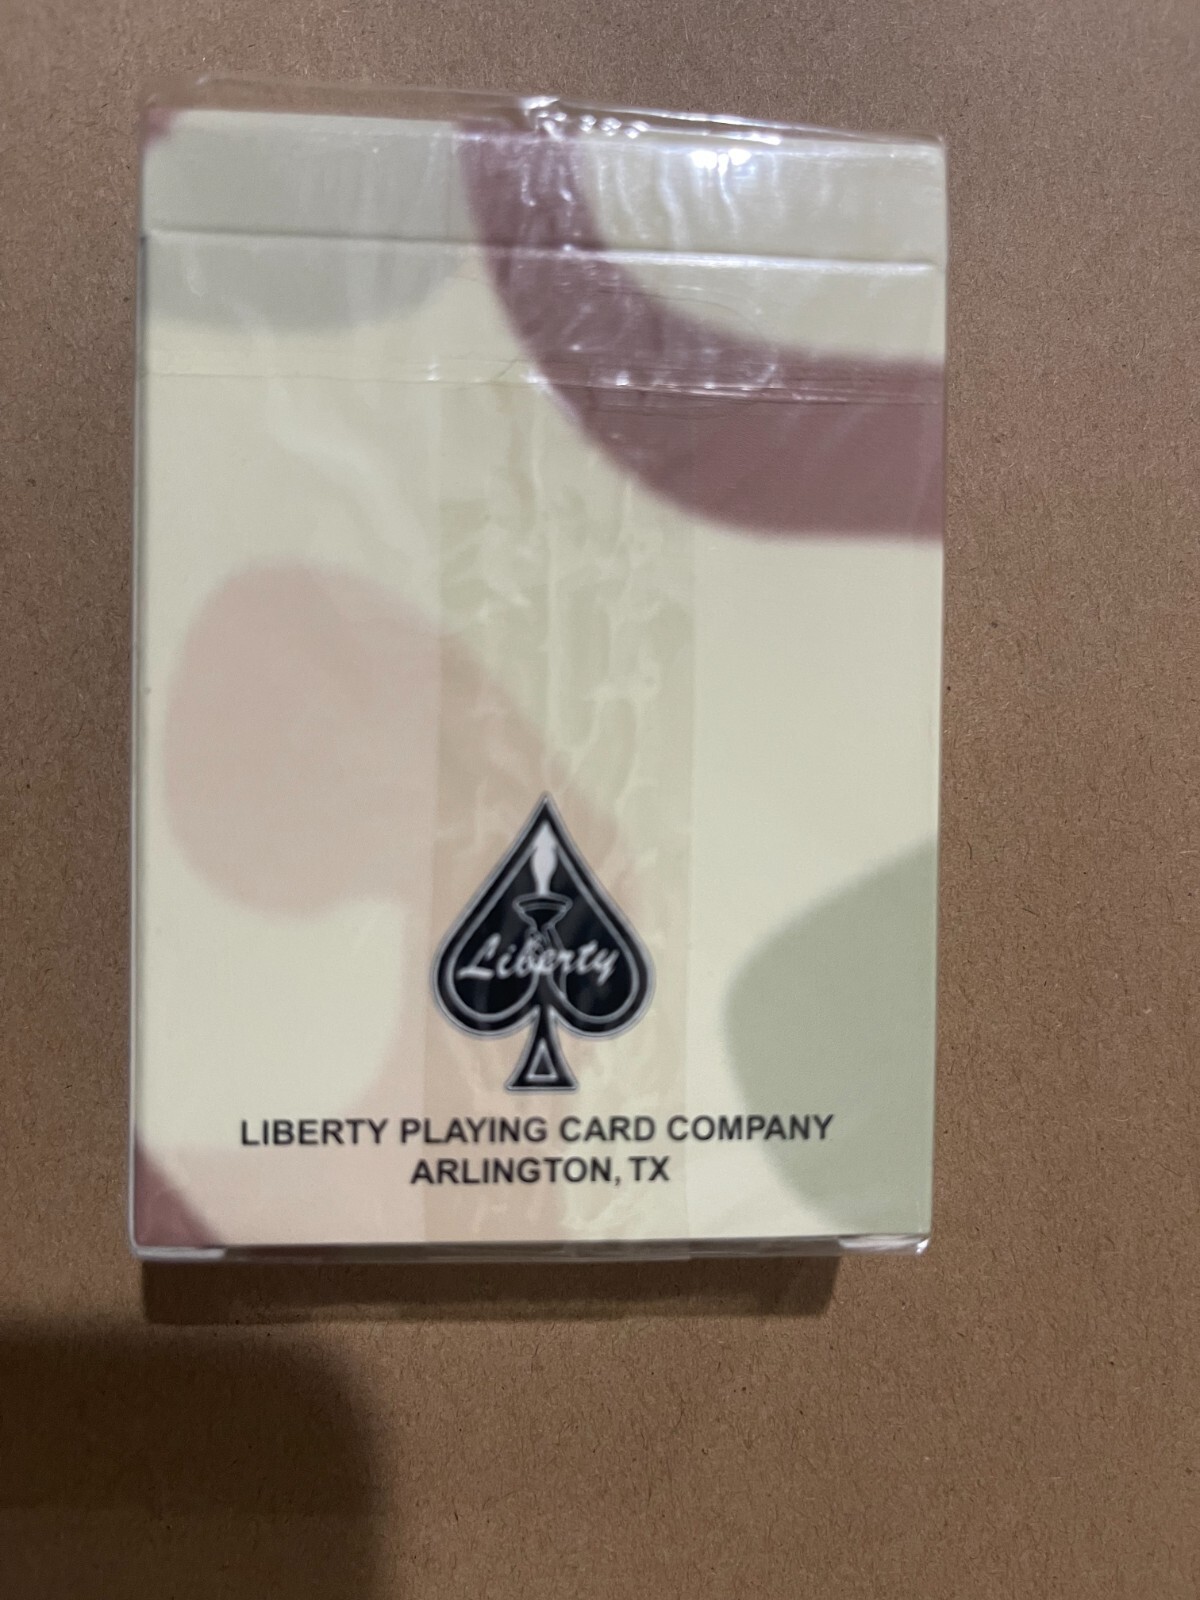 Liberty
LIBERTY PLAYING CARD COMPANY
ARLINGTON, TX